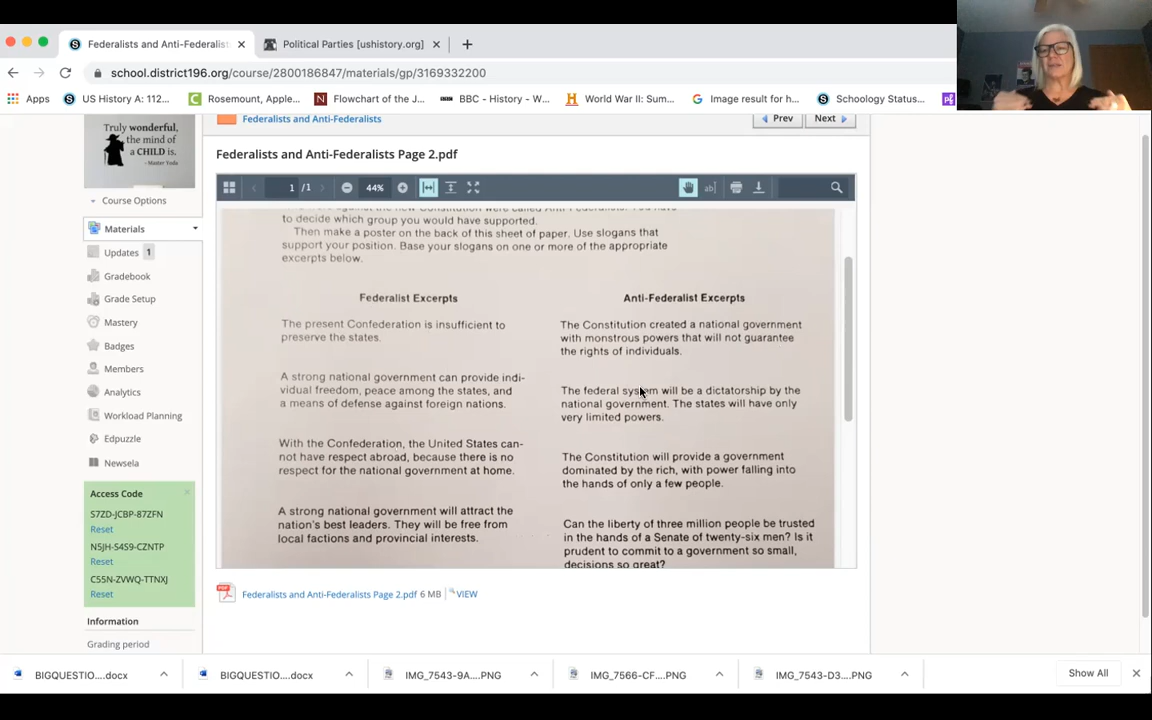 Federalists and Anti-Federalist
Political Parties [ushistory.org]
school.district196.org/course/2800186847/materials/gp/3169332200
Apps
US History A: 112...
Rosemount, Apple...
Flowchart of the J...
BBC - History - W...
World War II: Sum...
Image result for h...
Schoology Status...
Truly wonderful,
the mind of
a CHILD is.
- Master Yoda
Course Options
Materials
Updates 1
Gradebook
Grade Setup
Mastery
Badges
Members
Analytics
Workload Planning
Edpuzzle
Newsela
Access Code
S7ZD-JCBP-87ZFN
Reset
N5JH-S4S9-CZNTP
Reset
C55N-ZVWQ-TTNXJ
Reset
Information
Grading period
Federalists and Anti-Federalists
Prev
Next
Federalists and Anti-Federalists Page 2.pdf
1 /1
44%
to decide which group you would have supported.
Then make a poster on the back of this sheet of paper. Use slogans that
support your position. Base your slogans on one or more of the appropriate
excerpts below.
Federalist Excerpts
The present Confederation is insufficient to
preserve the states.
A strong national government can provide indi-
vidual freedom, peace among the states, and
a means of defense against foreign nations.
With the Confederation, the United States can-
not have respect abroad, because there is no
respect for the national government at home.
A strong national government will attract the
nation's best leaders. They will be free from
local factions and provincial interests.
Anti-Federalist Excerpts
The Constitution created a national government
with monstrous powers that will not guarantee
the rights of individuals.
The federal system will be a dictatorship by the
national government. The states will have only
very limited powers.
The Constitution will provide a government
dominated by the rich, with power falling into
the hands of only a few people.
Can the liberty of three million people be trusted
in the hands of a Senate of twenty-six men? Is it
prudent to commit to a government so small,
decisions so great?
Federalists and Anti-Federalists Page 2.pdf 6 MB VIEW
BIGQUESTIO....docx
BIGQUESTIO....docx
IMG_7543-9A....PNG
IMG_7566-CF....PNG
IMG_7543-D3....PNG
Show All